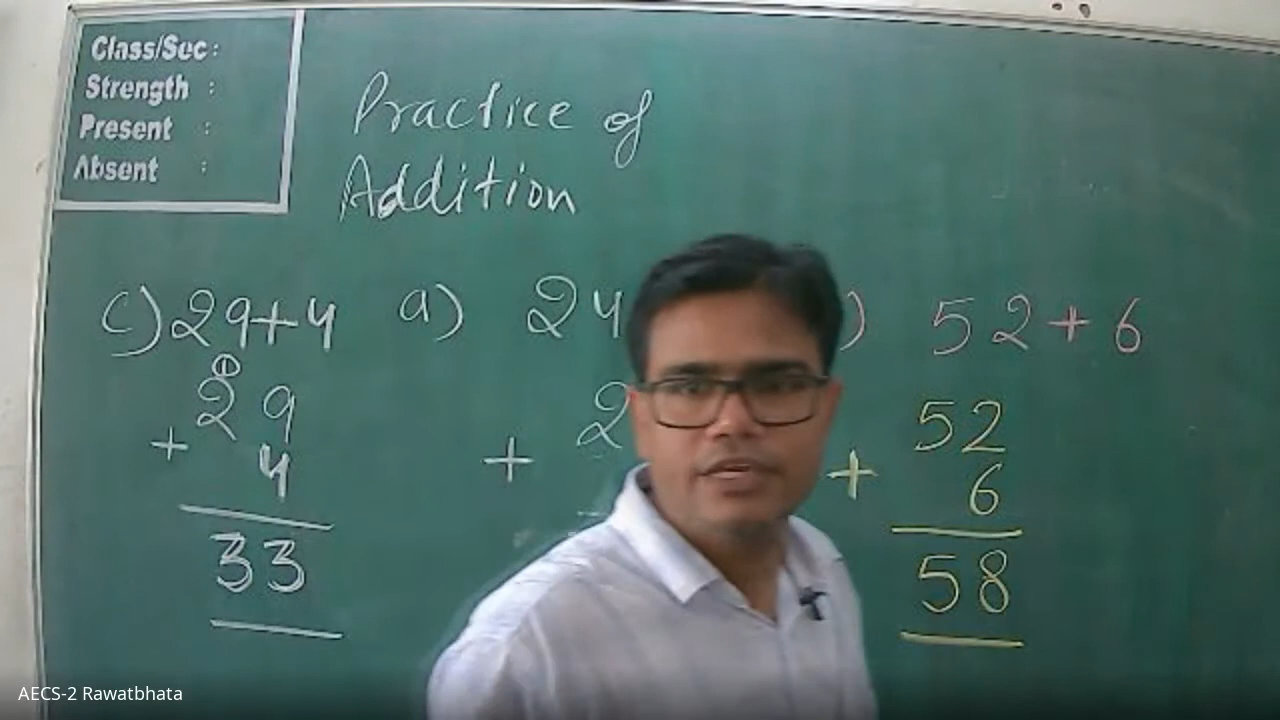 Class/Sec :
Strength :
Present :
Absent :
Practice of
Addition
c) 29+4
1
29
+ 4
33
a) 24
2
+
) 52+6
52
+ 6
58
AECS-2 Rawatbhata